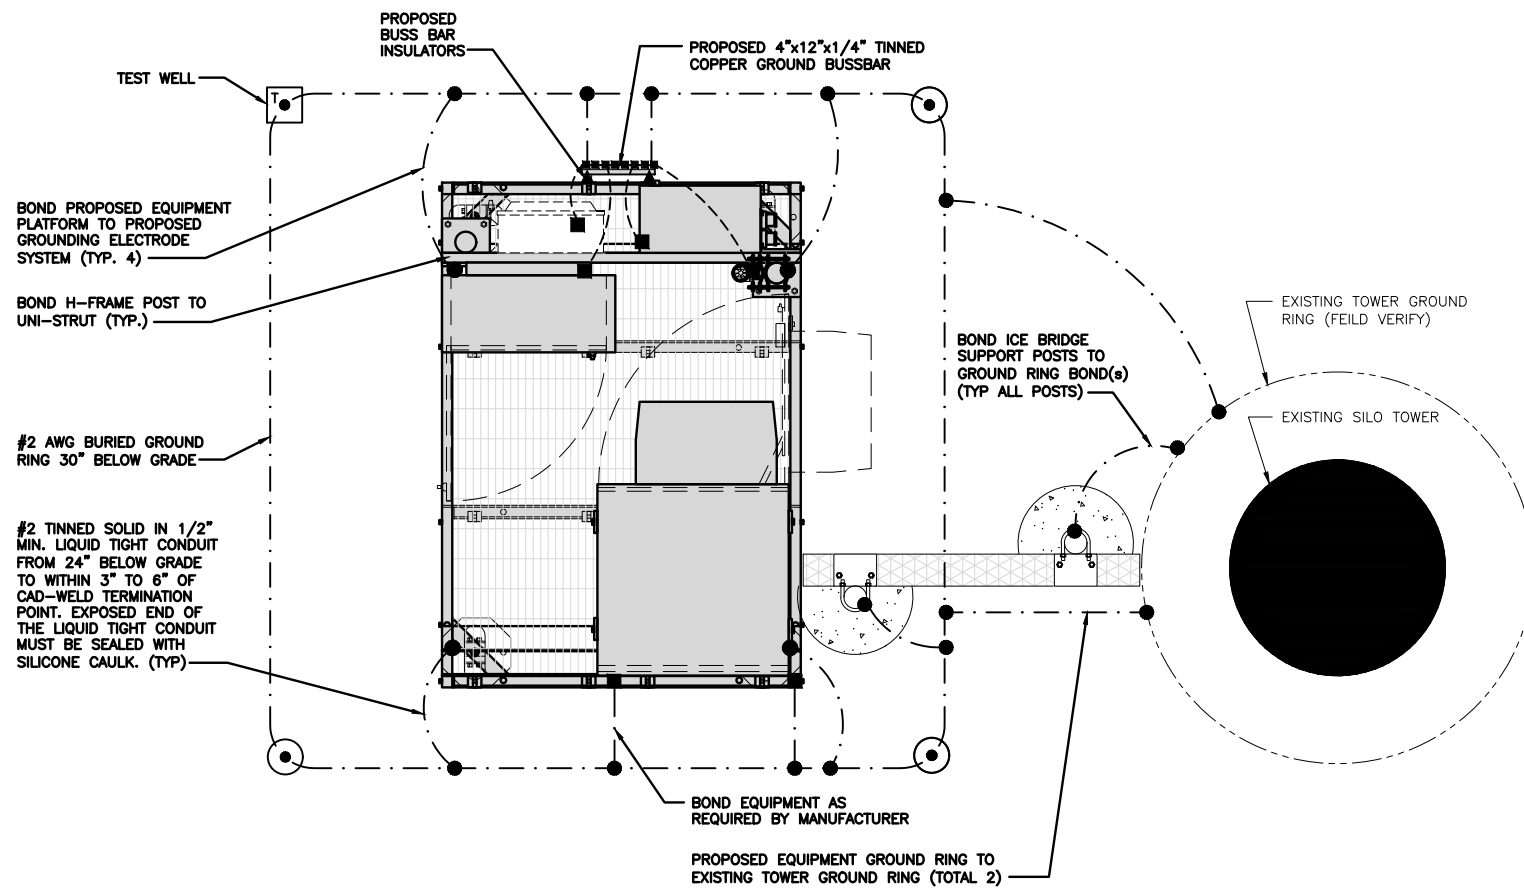 PROPOSED
BUSS BAR
INSULATORS
PROPOSED 4"x12"x1/4" TINNED
COPPER GROUND BUSSBAR
TEST WELL
T
BOND PROPOSED EQUIPMENT
PLATFORM TO PROPOSED
GROUNDING ELECTRODE
SYSTEM (TYP. 4)
BOND H-FRAME POST TO
UNI-STRUT (TYP.)
EXISTING TOWER GROUND
RING (FEILD VERIFY)
BOND ICE BRIDGE
SUPPORT POSTS TO
GROUND RING BOND(s)
(TYP ALL POSTS)
EXISTING SILO TOWER
#2 AWG BURIED GROUND
RING 30" BELOW GRADE
#2 TINNED SOLID IN 1/2"
MIN. LIQUID TIGHT CONDUIT
FROM 24" BELOW GRADE
TO WITHIN 3" TO 6" OF
CAD-WELD TERMINATION
POINT. EXPOSED END OF
THE LIQUID TIGHT CONDUIT
MUST BE SEALED WITH
SILICONE CAULK. (TYP)
BOND EQUIPMENT AS
REQUIRED BY MANUFACTURER
PROPOSED EQUIPMENT GROUND RING TO
EXISTING TOWER GROUND RING (TOTAL 2)